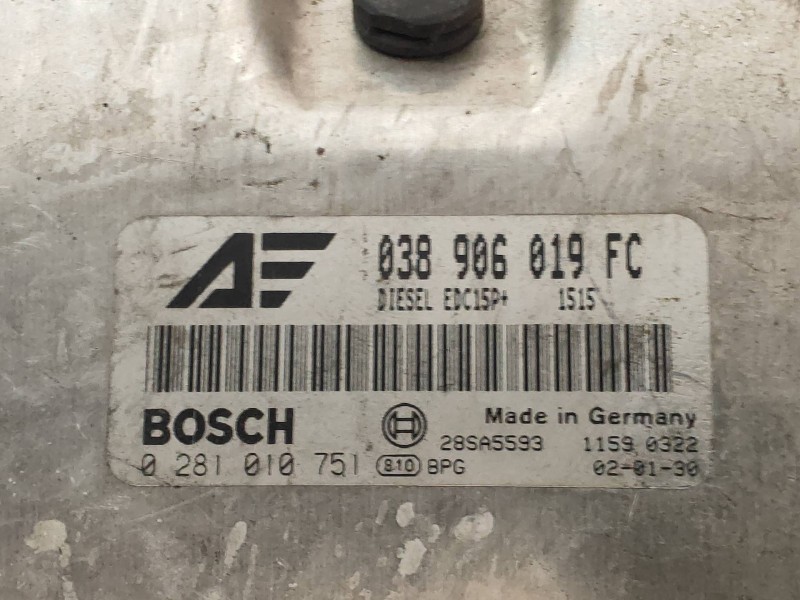 AF 038 906 019 FC
DIESEL EDC15P+ 1515
BOSCH Made in Germany
28SA5593 1159 0322
0 281 010 751 810 BPG 02-01-30